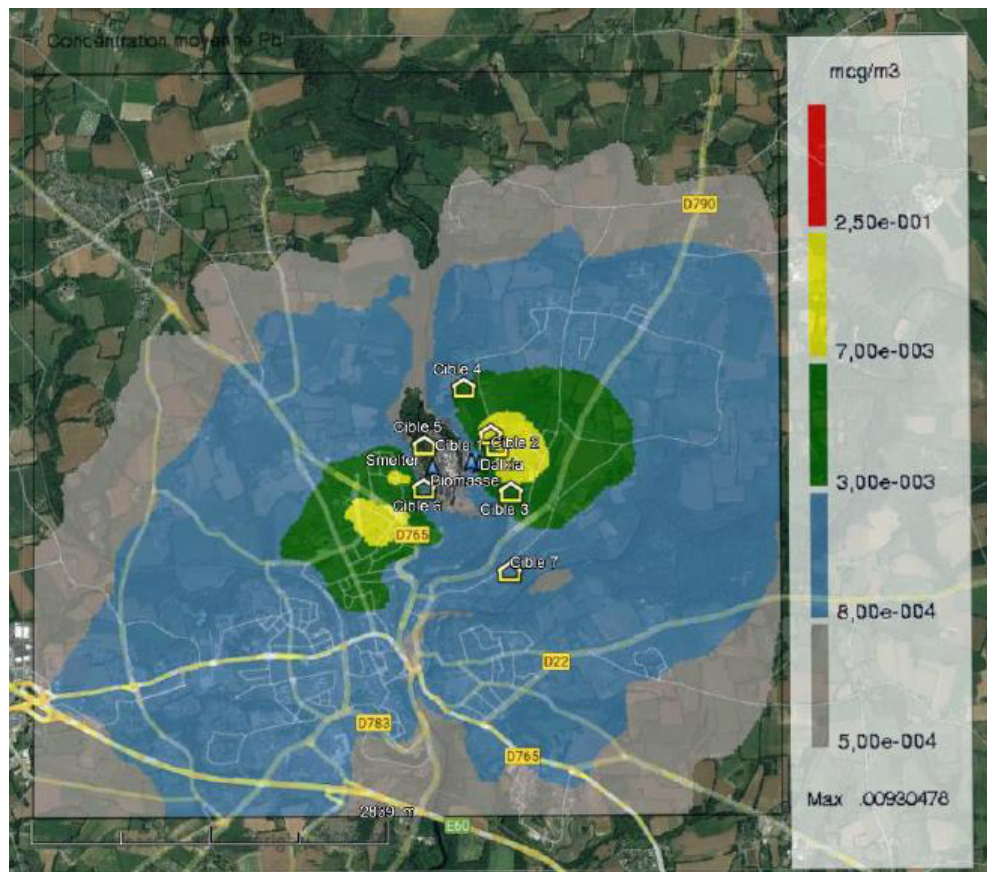 Concentration moyenne Pb
mcg/m3
2,50e-001
7,00e-003
3,00e-003
8,00e-004
5,00e-004
Max .00930478
D790
Cible 4
Cible 5
Cible 1
Cible 2
Smelter
Dalkia
Biomasse
Cible 6
Cible 3
D765
Cible 7
D22
D783
D765
2839 m
E60